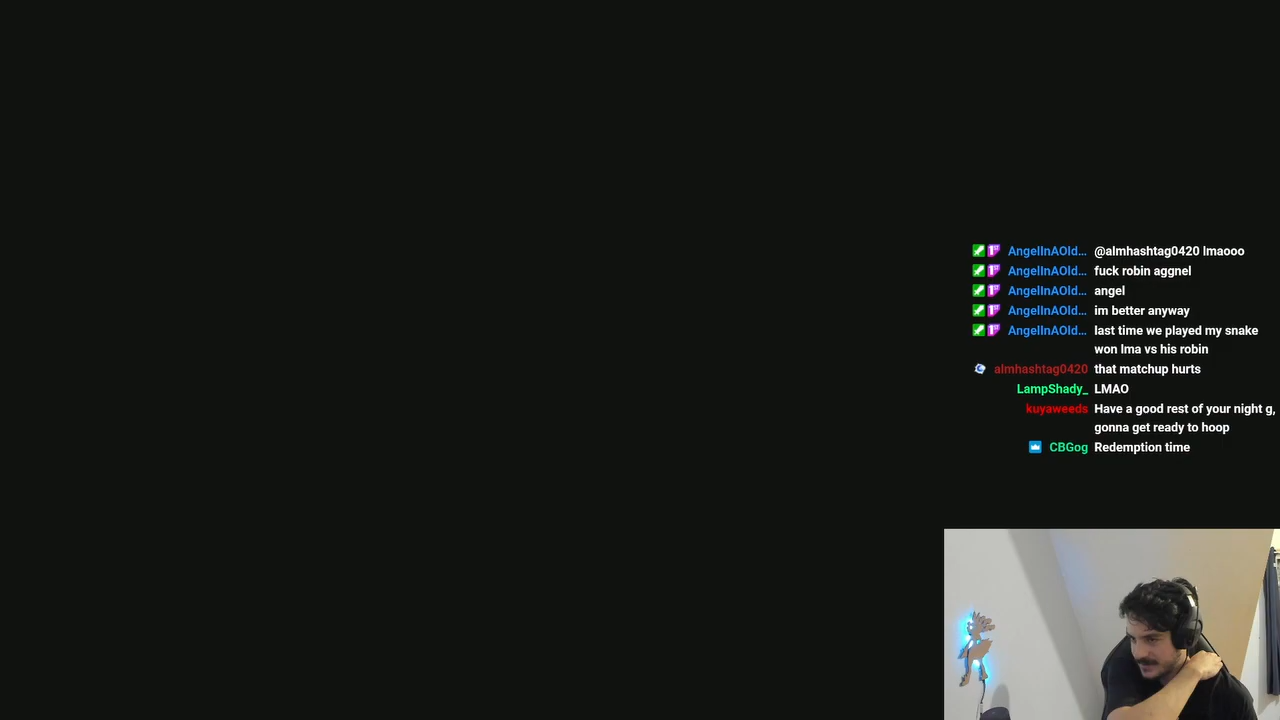 AngelInAOld... @almhashtag0420 lmaooo
AngelInAOld... fuck robin aggnel
AngelInAOld... angel
AngelInAOld... im better anyway
AngelInAOld... last time we played my snake
won lma vs his robin
almhashtag0420 that matchup hurts
LampShady_ LMAO
kuyaweeds Have a good rest of your night g,
gonna get ready to hoop
CBGog Redemption time